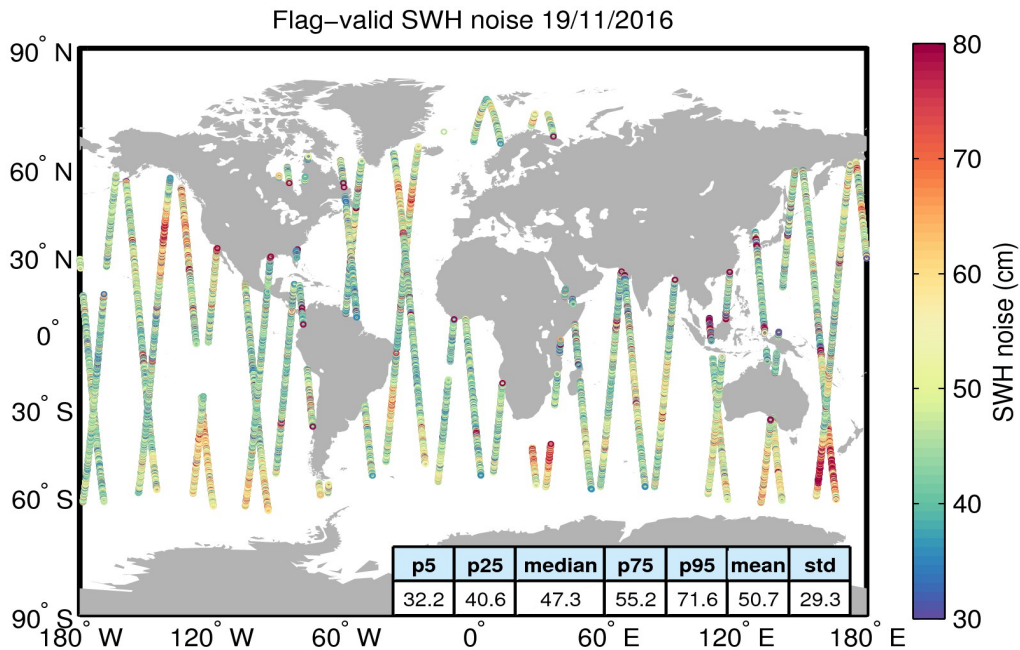 Flag−valid SWH noise 19/11/2016
90° N
60° N
30° N
0°
30° S
60° S
90° S
180° W
120° W
60° W
0°
60° E
120° E
180° E
80
70
60
50
40
30
SWH noise (cm)
p5 p25 median p75 p95 mean std
32.2 40.6 47.3 55.2 71.6 50.7 29.3